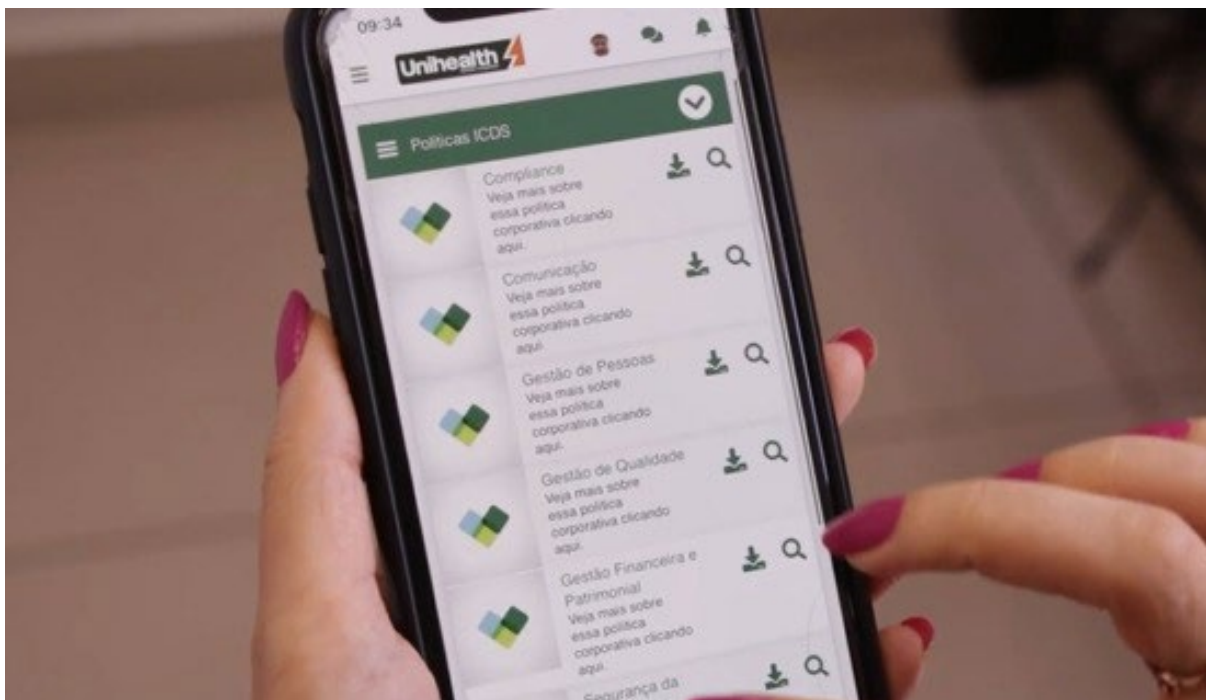 09:34
Unihealth
Políticas ICDS
Compliance
Veja mais sobre
essa política
corporativa clicando
aqui.
Comunicação
Veja mais sobre
essa política
corporativa clicando
aqui.
Gestão de Pessoas
Veja mais sobre
essa política
corporativa clicando
aqui.
Gestão de Qualidade
Veja mais sobre
essa política
corporativa clicando
aqui.
Gestão Financeira e
Patrimonial
Veja mais sobre
essa política
corporativa clicando
aqui.
Segurança da